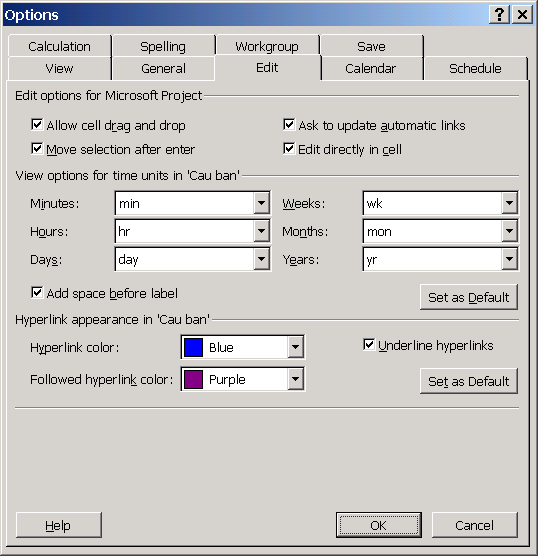 Options
Calculation Spelling Workgroup Save
View General Edit Calendar Schedule
Edit options for Microsoft Project
Allow cell drag and drop Ask to update automatic links
Move selection after enter Edit directly in cell
View options for time units in 'Cau ban'
Minutes: min Weeks: wk
Hours: hr Months: mon
Days: day Years: yr
Add space before label Set as Default
Hyperlink appearance in 'Cau ban'
Hyperlink color: Blue Underline hyperlinks
Followed hyperlink color: Purple Set as Default
Help OK Cancel